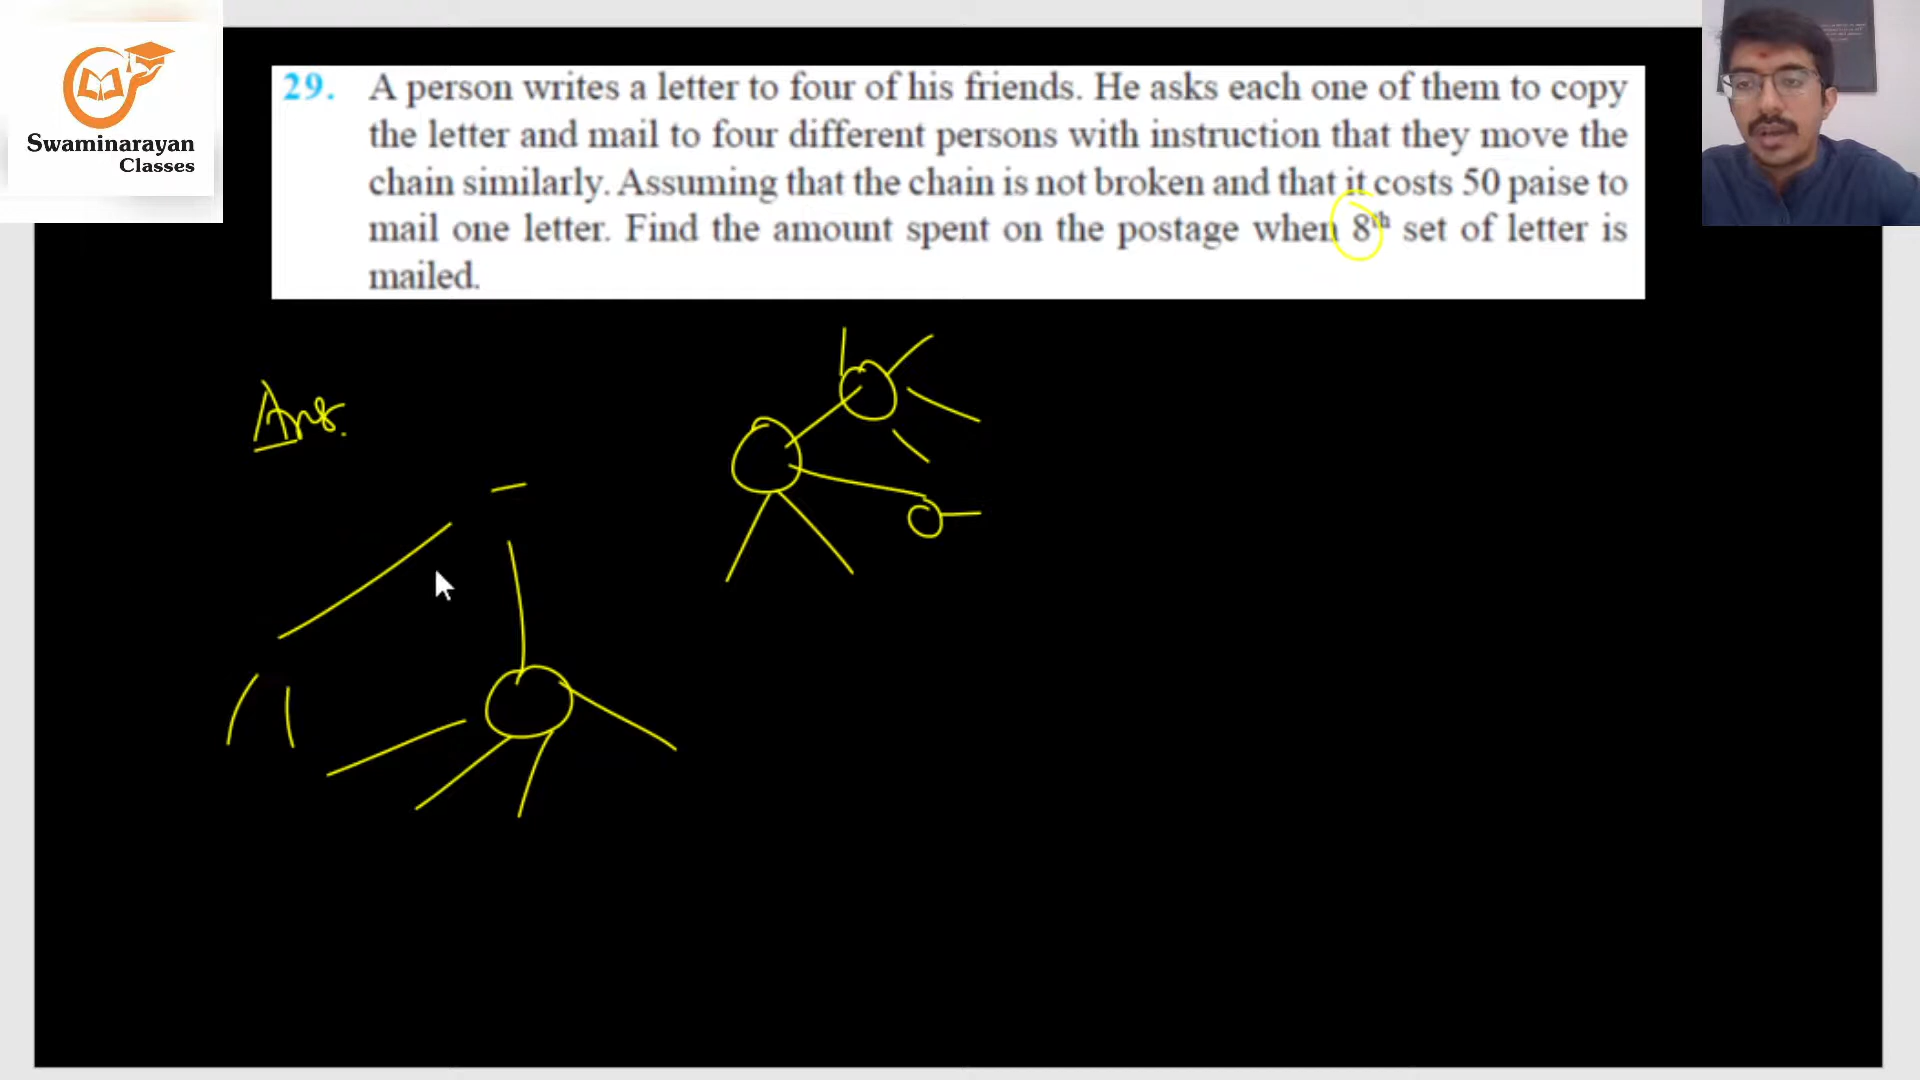 Swaminarayan
Classes
29. A person writes a letter to four of his friends. He asks each one of them to copy
the letter and mail to four different persons with instruction that they move the
chain similarly. Assuming that the chain is not broken and that it costs 50 paise to
mail one letter. Find the amount spent on the postage when 8th set of letter is
mailed.
Ans.